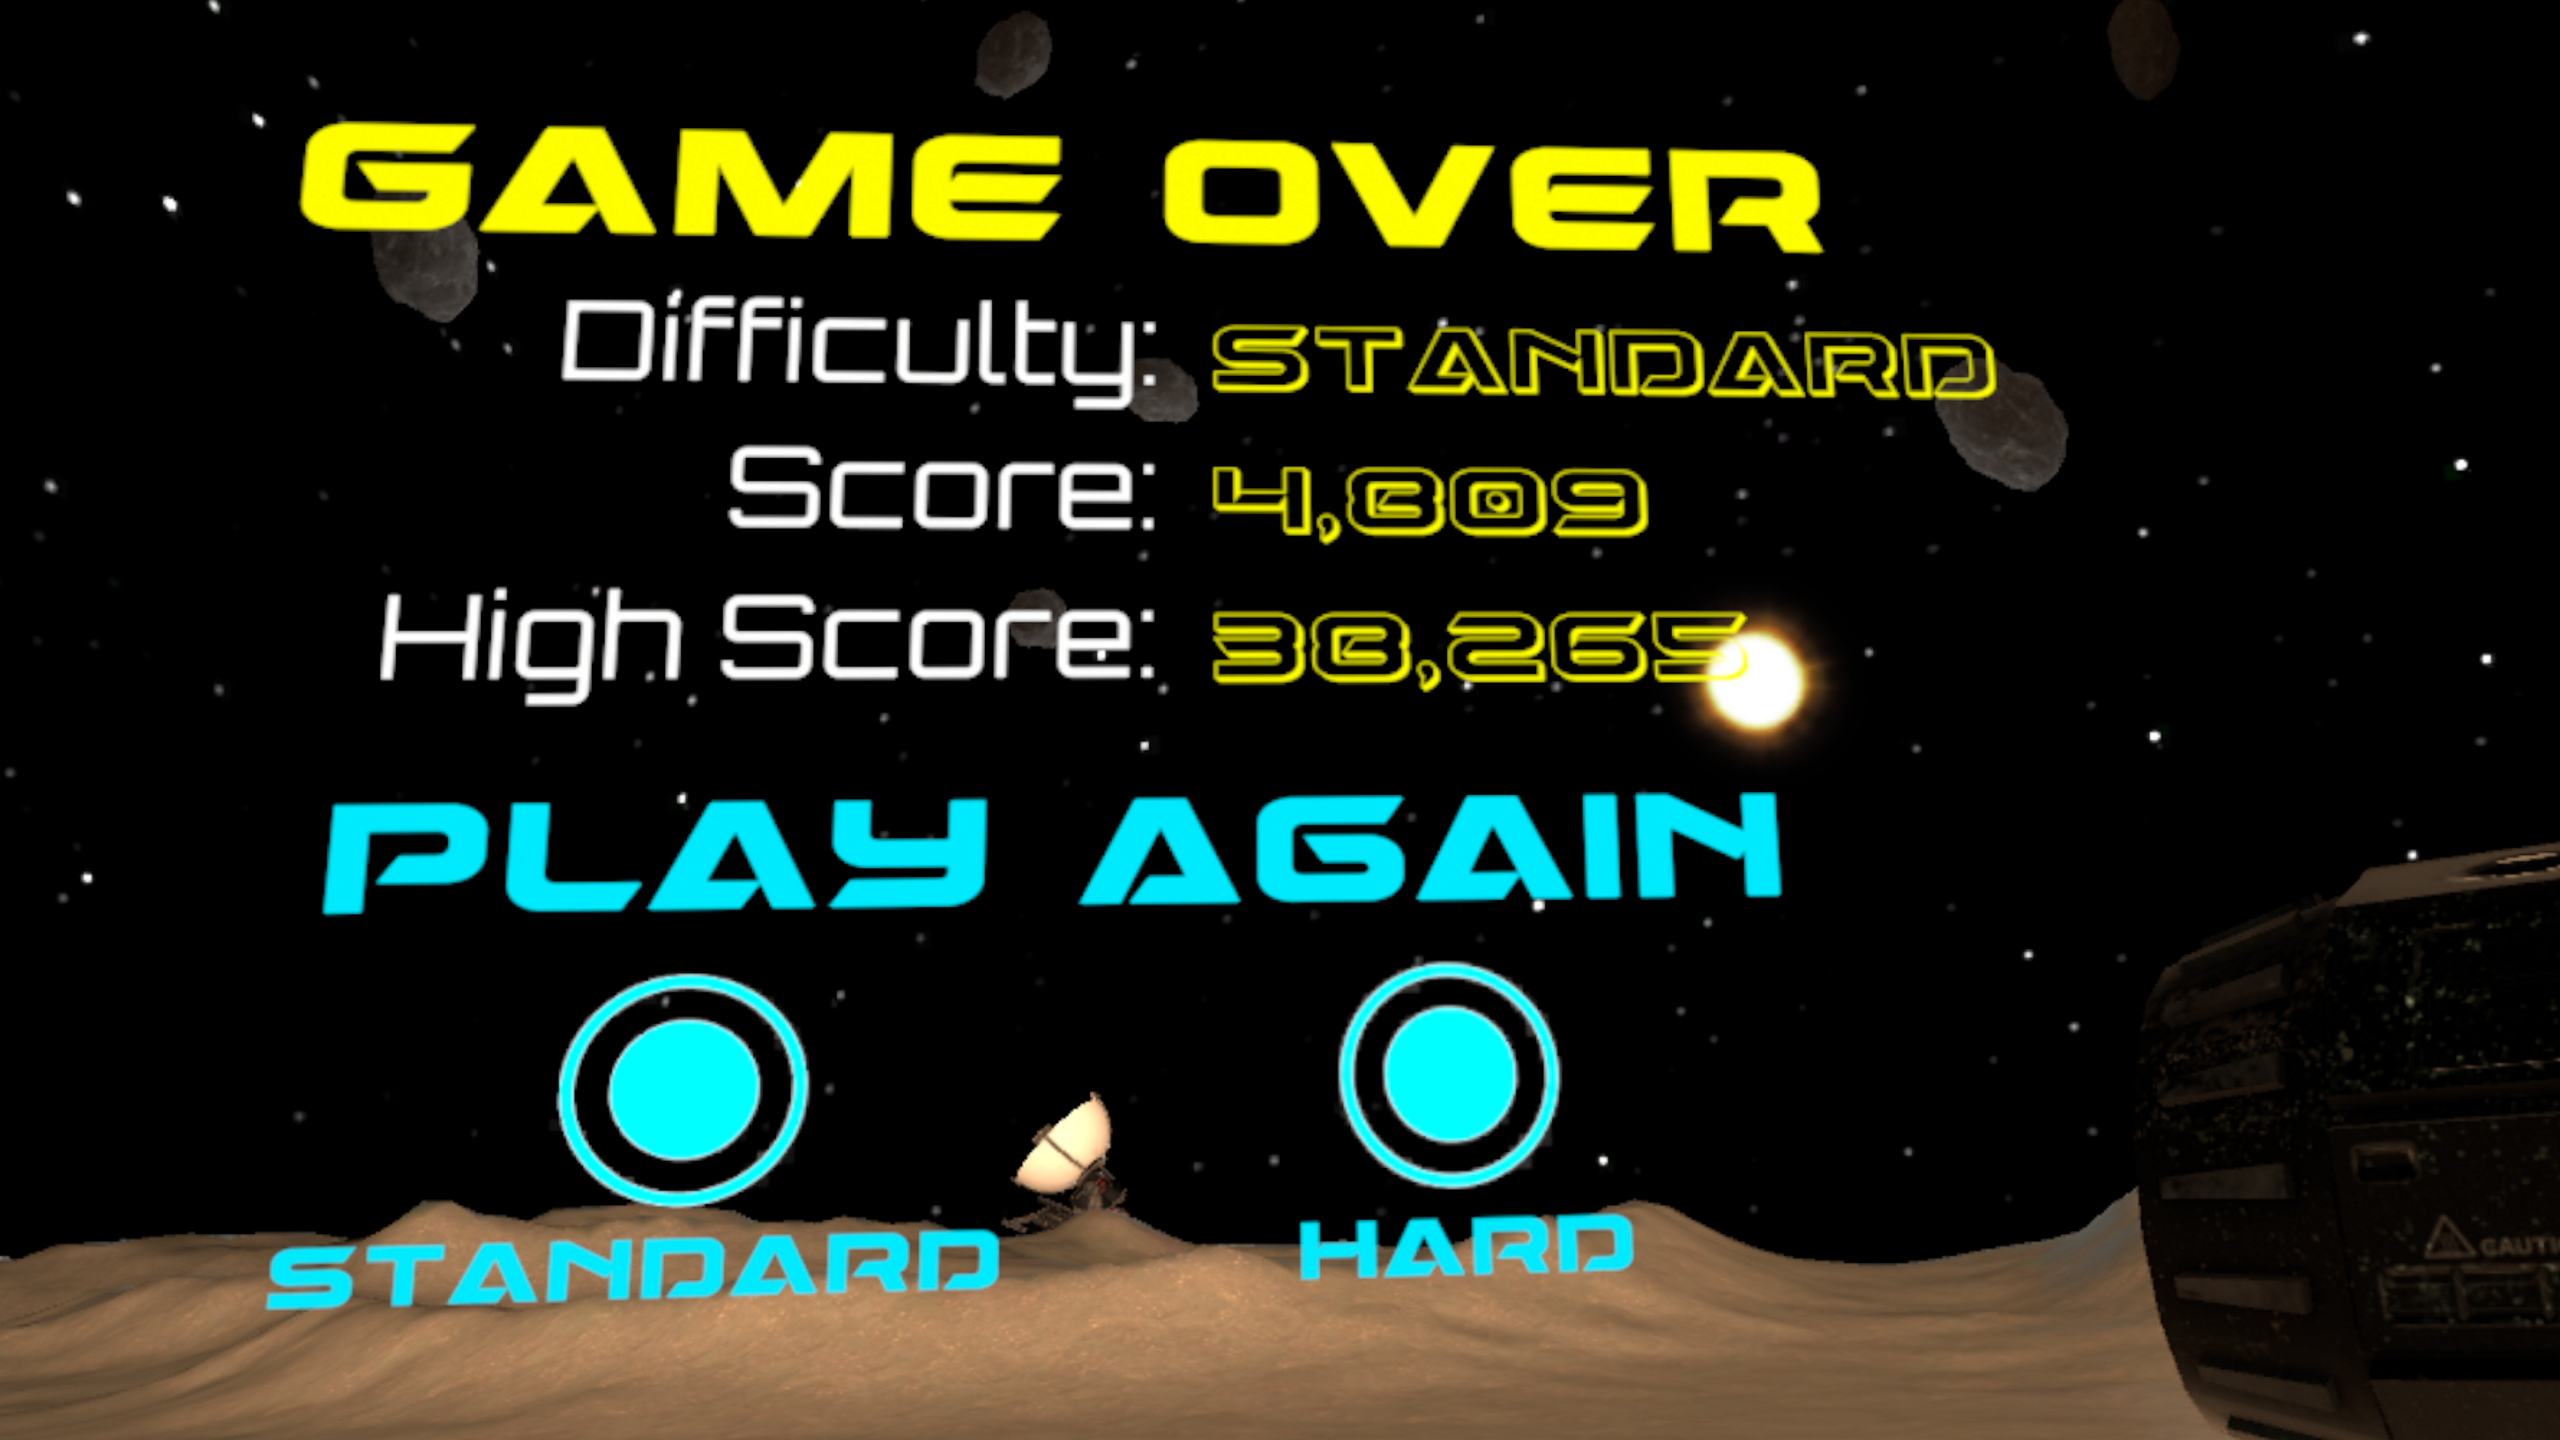 GAME OVER
Difficulty: STANDARD
Score: 4,809
High Score: 38,265
PLAY AGAIN
STANDARD HARD